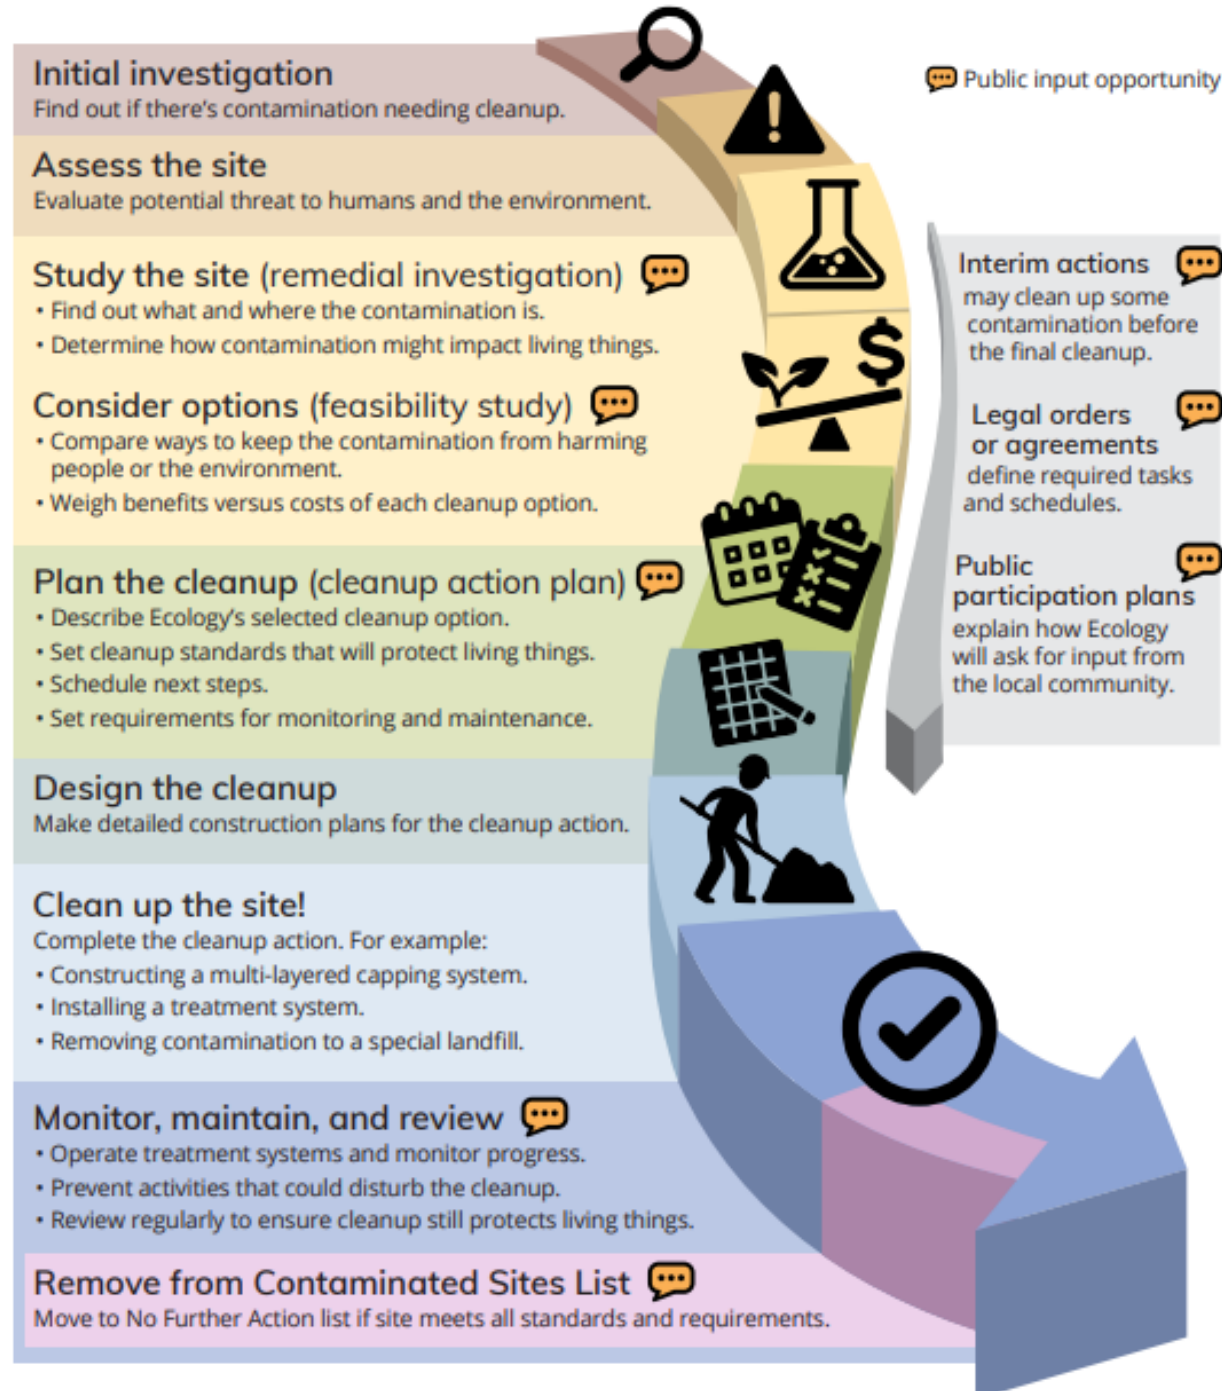 Initial investigation
Find out if there's contamination needing cleanup.
Public input opportunity
Assess the site
Evaluate potential threat to humans and the environment.
Study the site (remedial investigation)
• Find out what and where the contamination is.
• Determine how contamination might impact living things.
Consider options (feasibility study)
• Compare ways to keep the contamination from harming
people or the environment.
• Weigh benefits versus costs of each cleanup option.
Plan the cleanup (cleanup action plan)
• Describe Ecology's selected cleanup option.
• Set cleanup standards that will protect living things.
• Schedule next steps.
• Set requirements for monitoring and maintenance.
Design the cleanup
Make detailed construction plans for the cleanup action.
Clean up the site!
Complete the cleanup action. For example:
• Constructing a multi-layered capping system.
• Installing a treatment system.
• Removing contamination to a special landfill.
Monitor, maintain, and review
• Operate treatment systems and monitor progress.
• Prevent activities that could disturb the cleanup.
• Review regularly to ensure cleanup still protects living things.
Remove from Contaminated Sites List
Move to No Further Action list if site meets all standards and requirements.
Interim actions
may clean up some
contamination before
the final cleanup.
Legal orders
or agreements
define required tasks
and schedules.
Public
participation plans
explain how Ecology
will ask for input from
the local community.
$